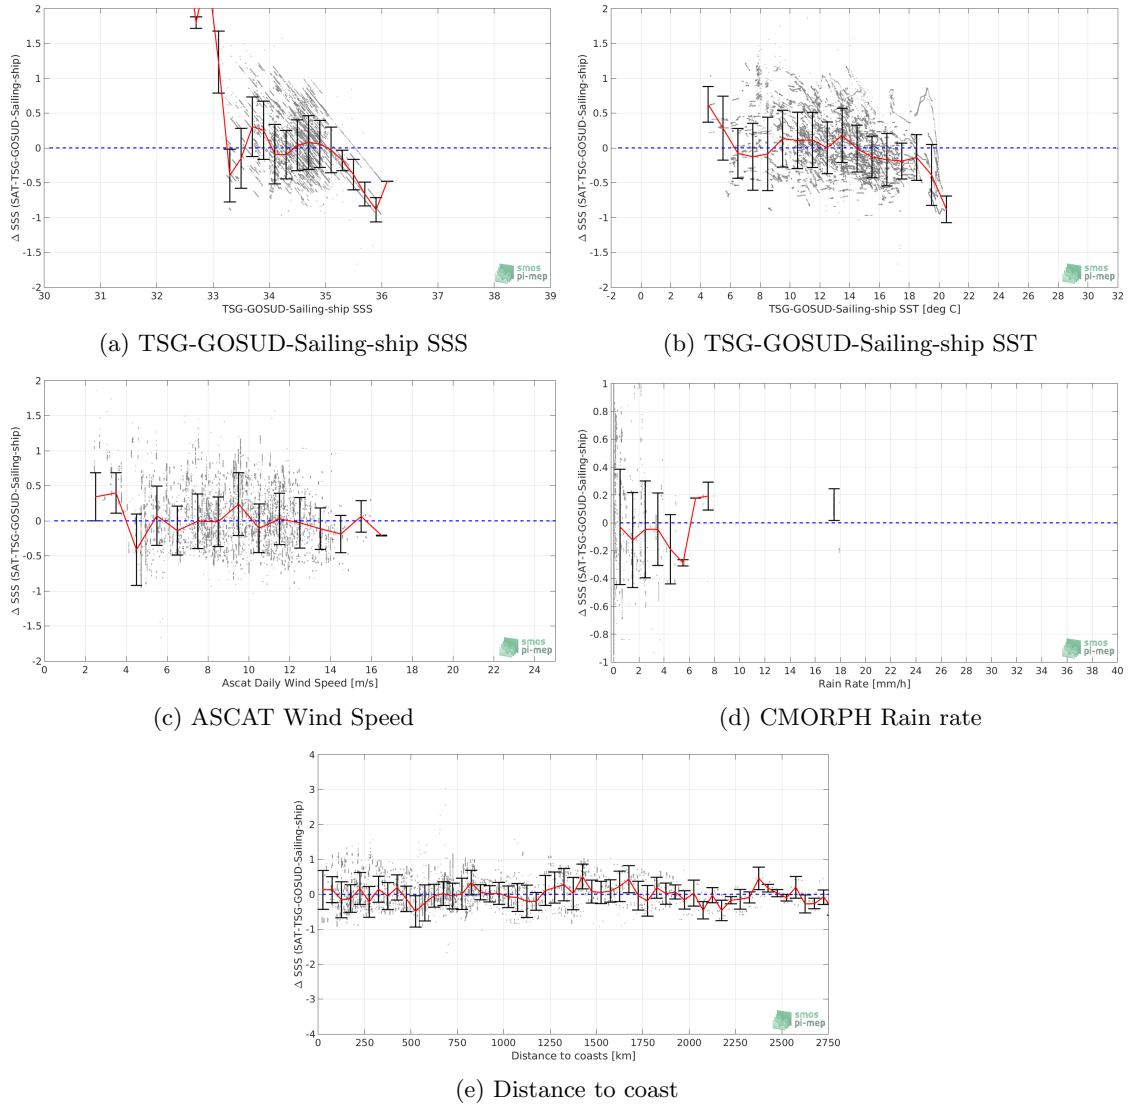 2
1.5
1
0.5
0
-0.5
-1
-1.5
-2
Δ SSS (SAT-TSG-GOSUD-Sailing-ship)
30 31 32 33 34 35 36 37 38 39
TSG-GOSUD-Sailing-ship SSS
smos
pi-mep
(a) TSG-GOSUD-Sailing-ship SSS
2
1.5
1
0.5
0
-0.5
-1
-1.5
-2
Δ SSS (SAT-TSG-GOSUD-Sailing-ship)
-2 0 2 4 6 8 10 12 14 16 18 20 22 24 26 28 30 32
TSG-GOSUD-Sailing-ship SST [deg C]
smos
pi-mep
(b) TSG-GOSUD-Sailing-ship SST
2
1.5
1
0.5
0
-0.5
-1
-1.5
-2
Δ SSS (SAT-TSG-GOSUD-Sailing-ship)
0 2 4 6 8 10 12 14 16 18 20 22 24
Ascat Daily Wind Speed [m/s]
smos
pi-mep
(c) ASCAT Wind Speed
1
0.8
0.6
0.4
0.2
0
-0.2
-0.4
-0.6
-0.8
-1
Δ SSS (SAT-TSG-GOSUD-Sailing-ship)
0 2 4 6 8 10 12 14 16 18 20 22 24 26 28 30 32 34 36 38 40
Rain Rate [mm/h]
smos
pi-mep
(d) CMORPH Rain rate
4
3
2
1
0
-1
-2
-3
-4
Δ SSS (SAT-TSG-GOSUD-Sailing-ship)
0 250 500 750 1000 1250 1500 1750 2000 2250 2500 2750
Distance to coasts [km]
smos
pi-mep
(e) Distance to coast